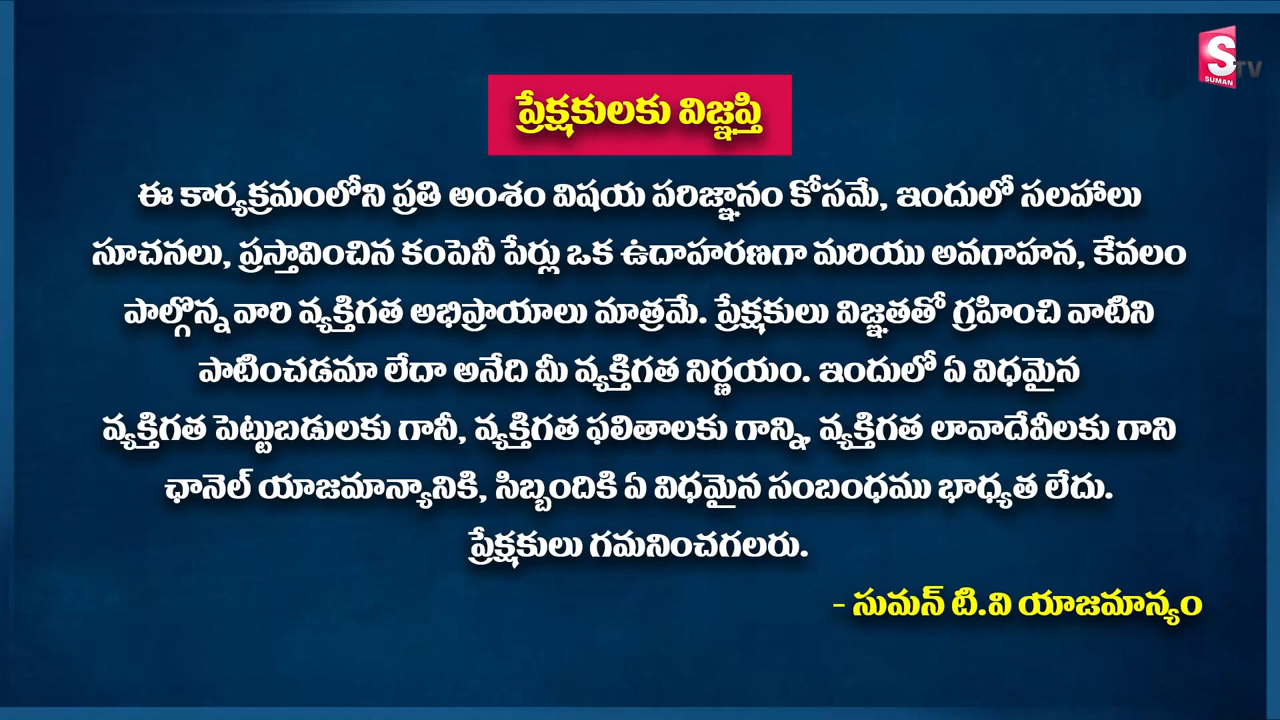 S TV
SUMAN
ప్రేక్షకులకు విజ్ఞప్తి
ఈ కార్యక్రమంలోని ప్రతి అంశం విషయ పరిజ్ఞానం కోసమే, ఇందులో సలహాలు
సూచనలు, ప్రస్తావించిన కంపెనీ పేర్లు ఒక ఉదాహరణగా మరియు అవగాహన, కేవలం
పాల్గొన్న వారి వ్యక్తిగత అభిప్రాయాలు మాత్రమే. ప్రేక్షకులు విజ్ఞతతో గ్రహించి వాటిని
పాటించడమా లేదా అనేది మీ వ్యక్తిగత నిర్ణయం. ఇందులో ఏ విధమైన
వ్యక్తిగత పెట్టుబడులకు గానీ, వ్యక్తిగత ఫలితాలకు గాన్ని, వ్యక్తిగత లావాదేవీలకు గాని
ఛానెల్ యాజమాన్యానికి, సిబ్బందికి ఏ విధమైన సంబంధము భాధ్యత లేదు.
ప్రేక్షకులు గమనించగలరు.
- సుమన్ టి.వి యాజమాన్యం